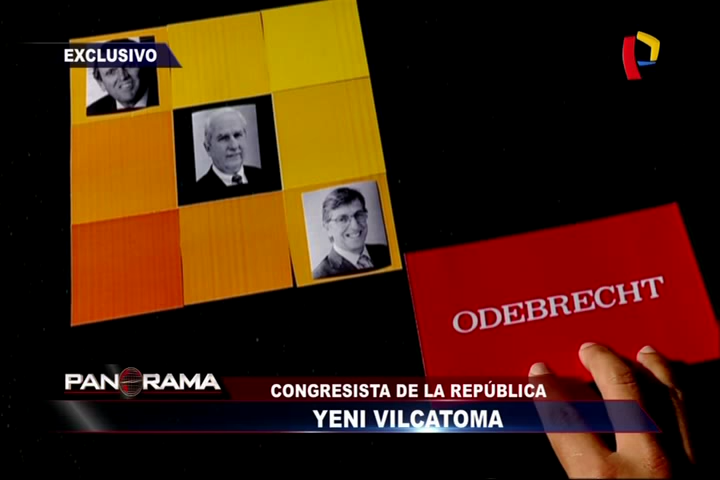 EXCLUSIVO
ODEBRECHT
PANORAMA
CONGRESISTA DE LA REPÚBLICA
YENI VILCATOMA